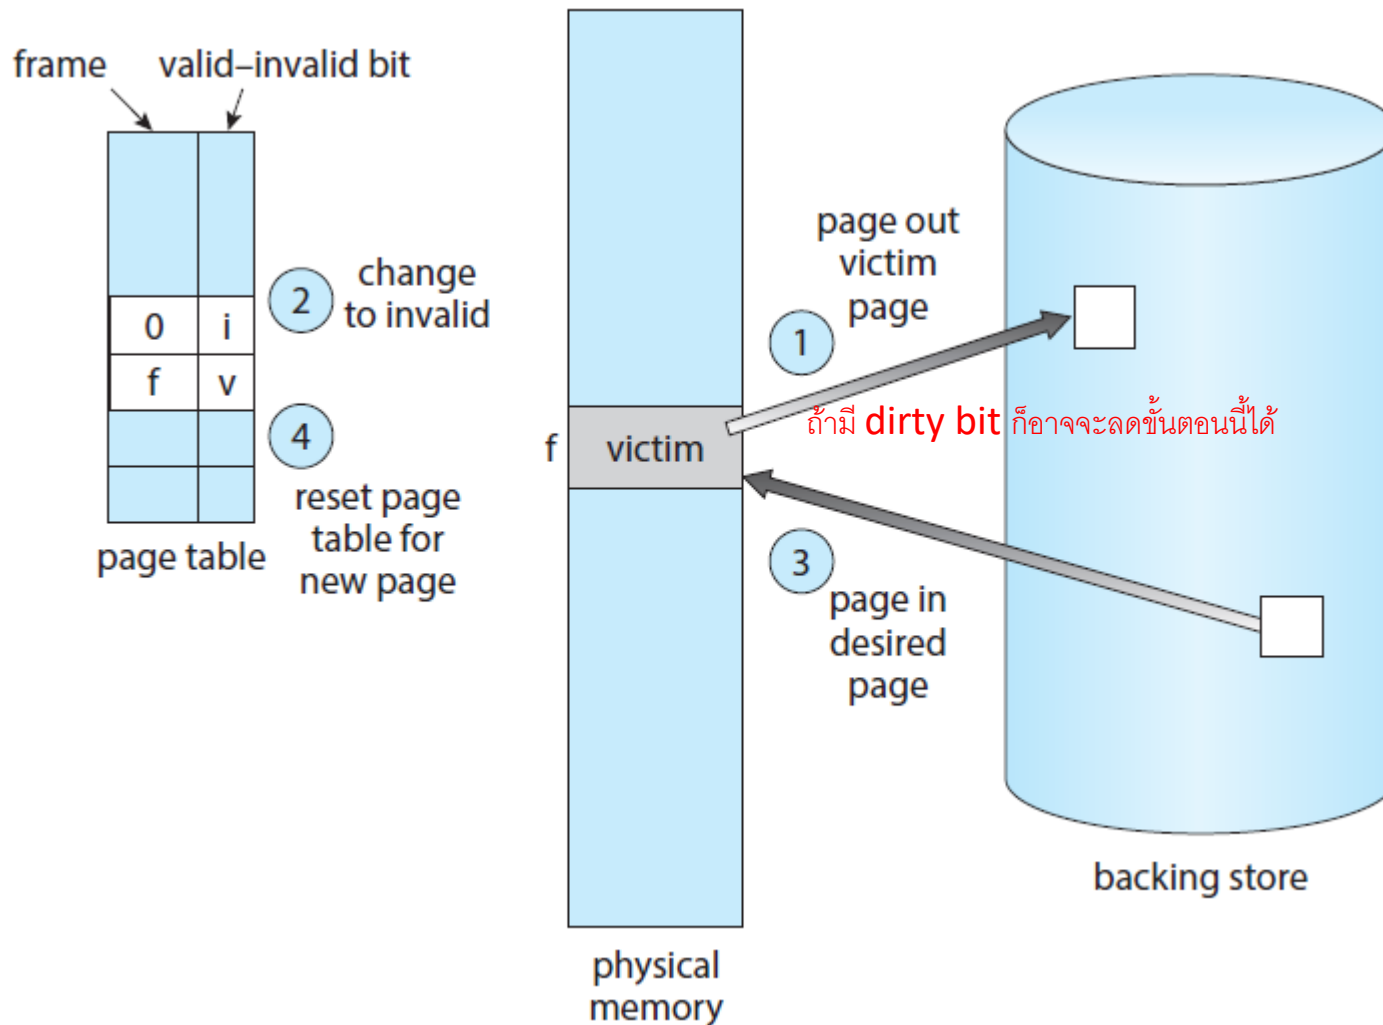 frame
valid–invalid bit
0
i
f
v
2
change
to invalid
4
reset page
table for
new page
page table
f
victim
physical
memory
page out
victim
page
1
ถ้ามี dirty bit ก็อาจจะลดขั้นตอนนี้ได้
3
page in
desired
page
backing store